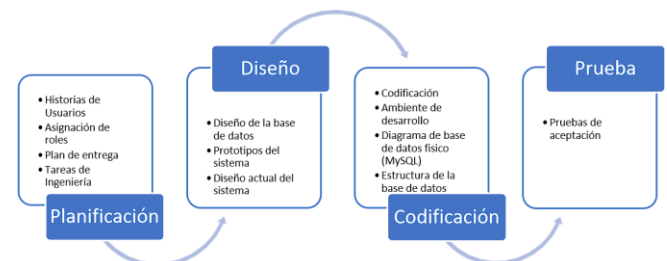 • Historias de
Usuarios
• Asignación de
roles
• Plan de entrega
• Tareas de
Ingeniería
Planificación
Diseño
• Diseño de la base
de datos
• Prototipos del
sistema
• Diseño actual del
sistema
• Codificación
• Ambiente de
desarrollo
• Diagrama de base
de datos fisico
(MySQL)
• Estructura de la
base de datos
Codificación
Prueba
• Pruebas de
aceptación